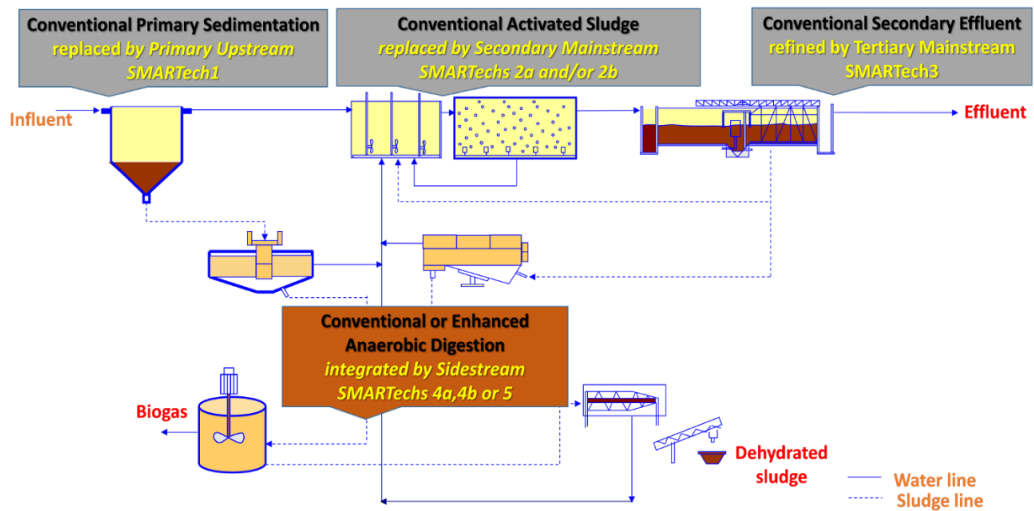 Conventional Primary Sedimentation
replaced by Primary Upstream
SMARTech1
Conventional Activated Sludge
replaced by Secondary Mainstream
SMARTechs 2a and/or 2b
Conventional Secondary Effluent
refined by Tertiary Mainstream
SMARTech3
Influent
Effluent
Conventional or Enhanced
Anaerobic Digestion
integrated by Sidestream
SMARTechs 4a,4b or 5
Biogas
Dehydrated
sludge
Water line
Sludge line